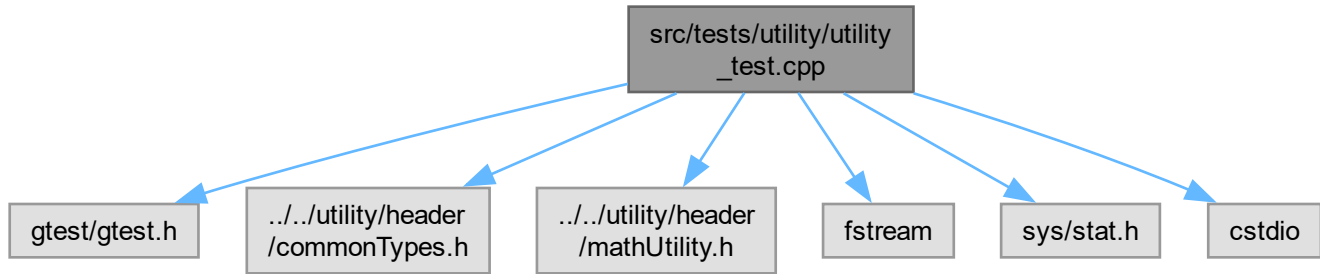 src/tests/utility/utility
_test.cpp
gtest/gtest.h
../../utility/header
/commonTypes.h
../../utility/header
/mathUtility.h
fstream
sys/stat.h
cstdio